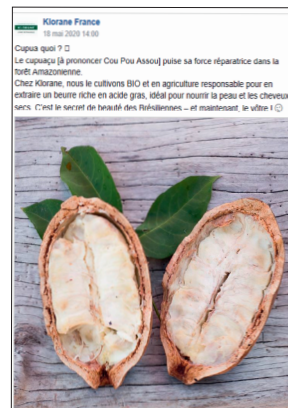 Klorane France
18 mai 2020 14:00
Cupua quoi ?
Le cupuaçu [à prononcer Cou Pou Assou] puise sa force réparatrice dans la
forêt Amazonienne.
Chez Klorane, nous le cultivons BIO et en agriculture responsable pour en
extraire un beurre riche en acide gras, idéal pour nourrir la peau et les cheveux
secs. C'est le secret de beauté des Brésiliennes – et maintenant, le vôtre !